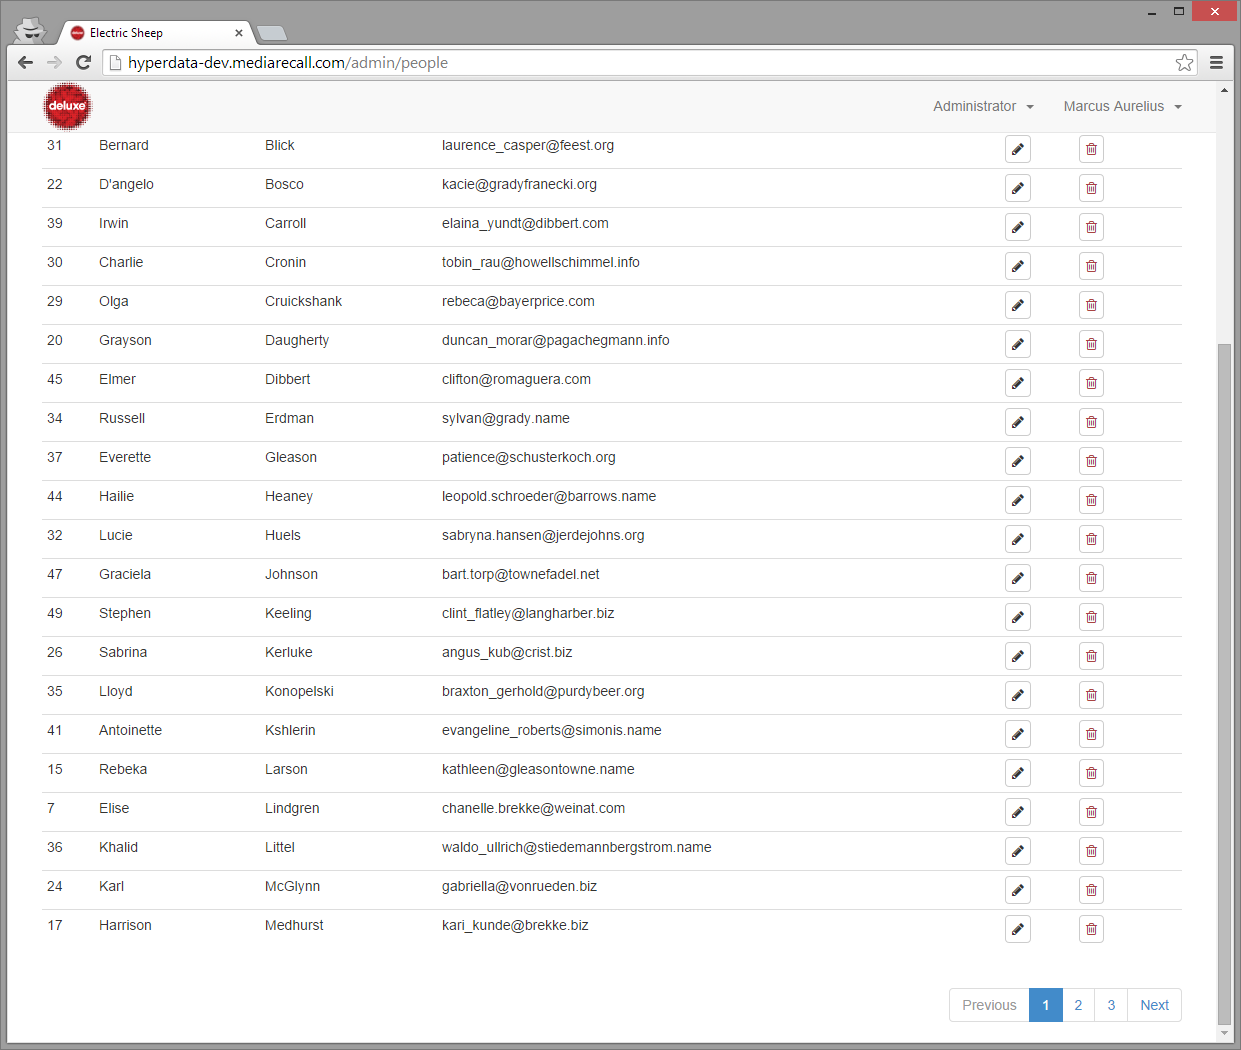 Electric Sheep
hyperdata-dev.mediarecall.com/admin/people
deluxe
Administrator Marcus Aurelius
31 Bernard Blick laurence_casper@feest.org
22 D'angelo Bosco kacie@gradyfranecki.org
39 Irwin Carroll elaina_yundt@dibbert.com
30 Charlie Cronin tobin_rau@howellschimmel.info
29 Olga Cruickshank rebeca@bayerprice.com
20 Grayson Daugherty duncan_morar@pagachegmann.info
45 Elmer Dibbert clifton@romaguera.com
34 Russell Erdman sylvan@grady.name
37 Everette Gleason patience@schusterkoch.org
44 Hailie Heaney leopold.schroeder@barrows.name
32 Lucie Huels sabryna.hansen@jerdejohns.org
47 Graciela Johnson bart.torp@townefadel.net
49 Stephen Keeling clint_flatley@langharber.biz
26 Sabrina Kerluke angus_kub@crist.biz
35 Lloyd Konopelski braxton_gerhold@purdybeer.org
41 Antoinette Kshlerin evangeline_roberts@simonis.name
15 Rebeka Larson kathleen@gleasontowne.name
7 Elise Lindgren chanelle.brekke@weinat.com
36 Khalid Littel waldo_ullrich@stiedemannbergstrom.name
24 Karl McGlynn gabriella@vonrueden.biz
17 Harrison Medhurst kari_kunde@brekke.biz
Previous 1 2 3 Next